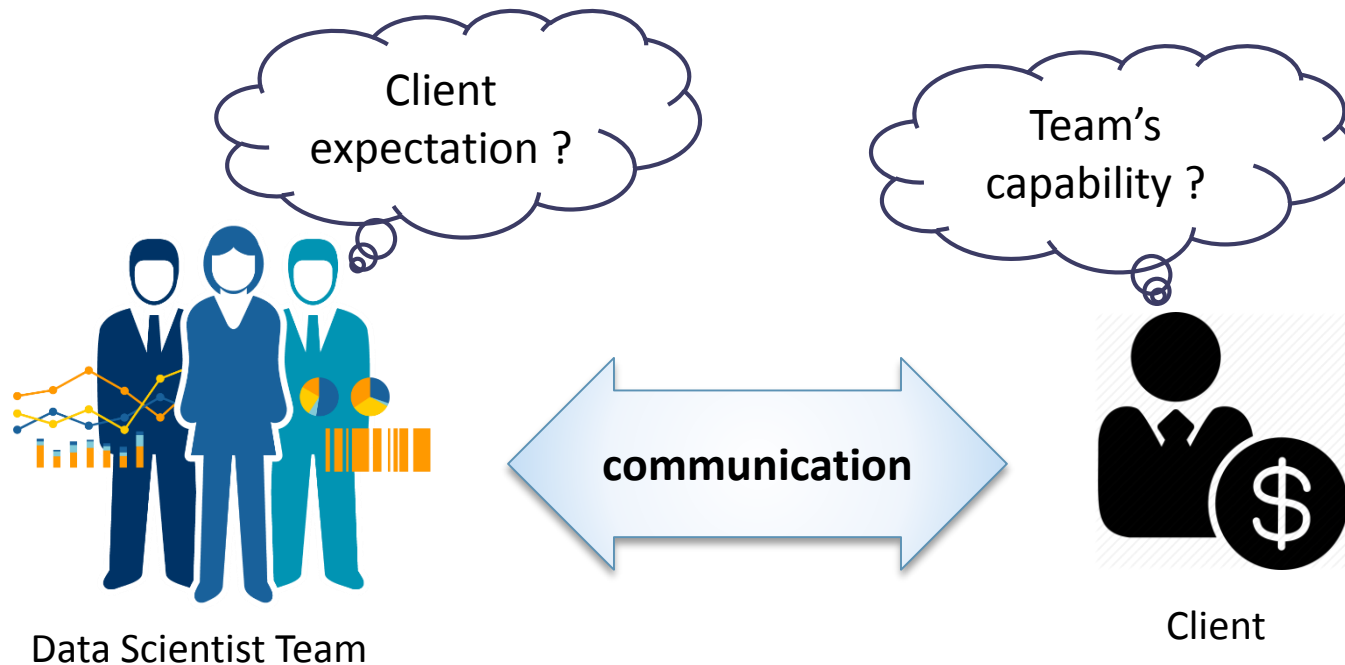 Client
expectation ?
Team’s
capability ?
communication
$
Data Scientist Team
Client